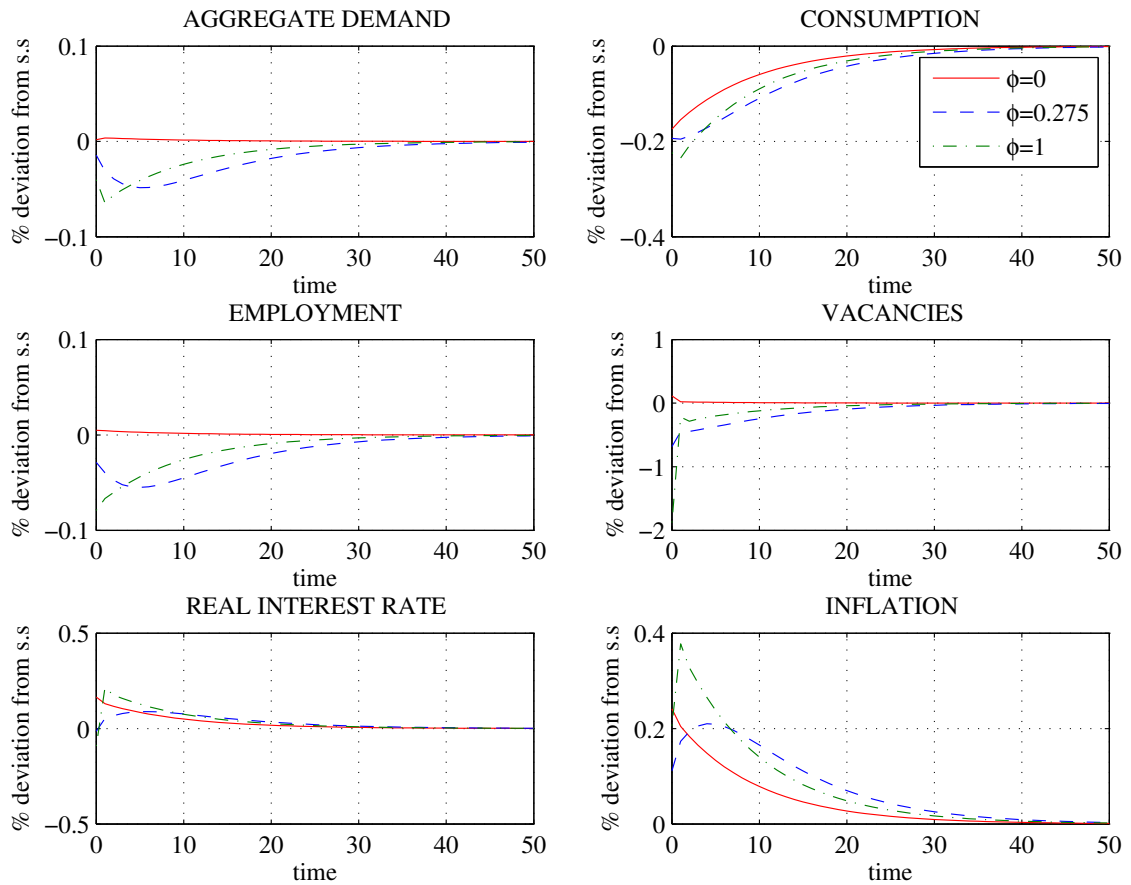 AGGREGATE DEMAND
% deviation from s.s
0.1
0
−0.1
0 10 20 30 40 50
time
CONSUMPTION
% deviation from s.s
0
−0.2
−0.4
0 10 20 30 40 50
time
ϕ=0
ϕ=0.275
ϕ=1
EMPLOYMENT
% deviation from s.s
0.1
0
−0.1
0 10 20 30 40 50
time
VACANCIES
% deviation from s.s
1
0
−1
−2
0 10 20 30 40 50
time
REAL INTEREST RATE
% deviation from s.s
0.5
0
−0.5
0 10 20 30 40 50
time
INFLATION
% deviation from s.s
0.4
0.2
0
0 10 20 30 40 50
time